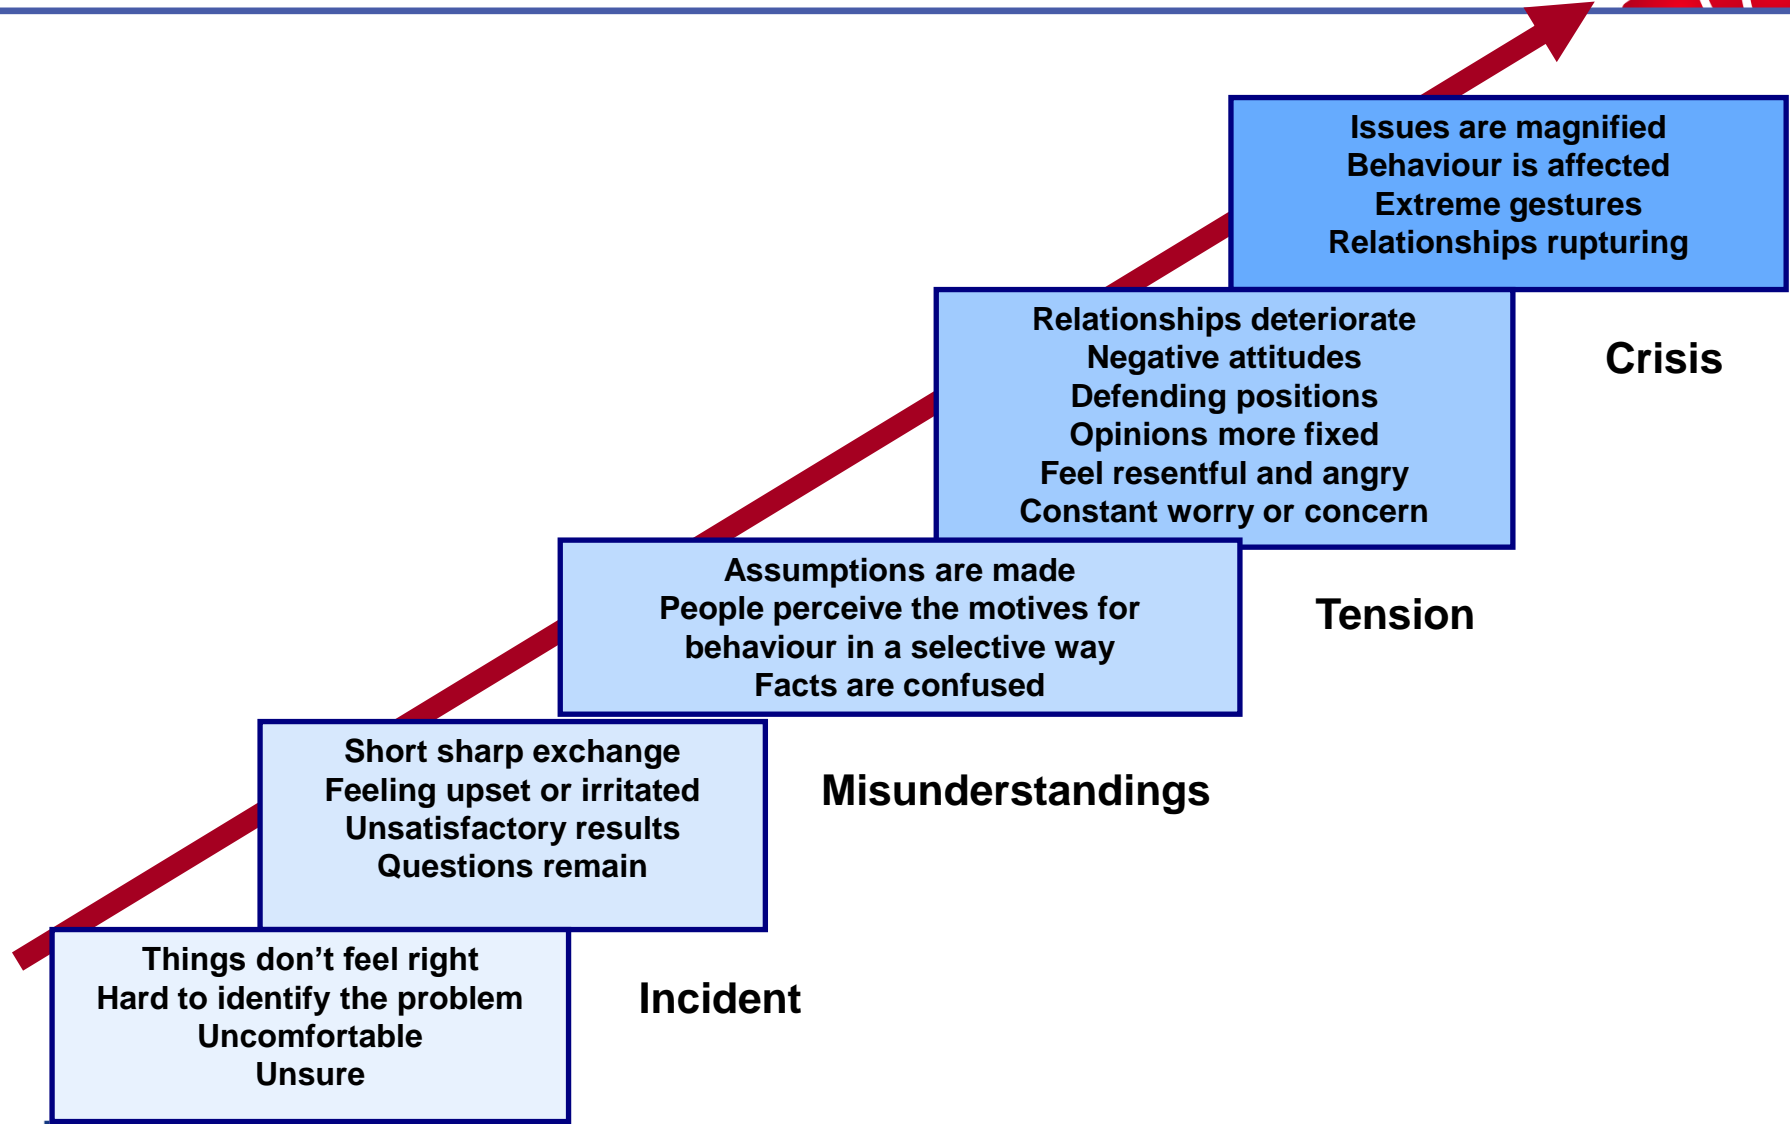 Issues are magnified
Behaviour is affected
Extreme gestures
Relationships rupturing
Crisis
Relationships deteriorate
Negative attitudes
Defending positions
Opinions more fixed
Feel resentful and angry
Constant worry or concern
Tension
Assumptions are made
People perceive the motives for
behaviour in a selective way
Facts are confused
Misunderstandings
Short sharp exchange
Feeling upset or irritated
Unsatisfactory results
Questions remain
Incident
Things don’t feel right
Hard to identify the problem
Uncomfortable
Unsure